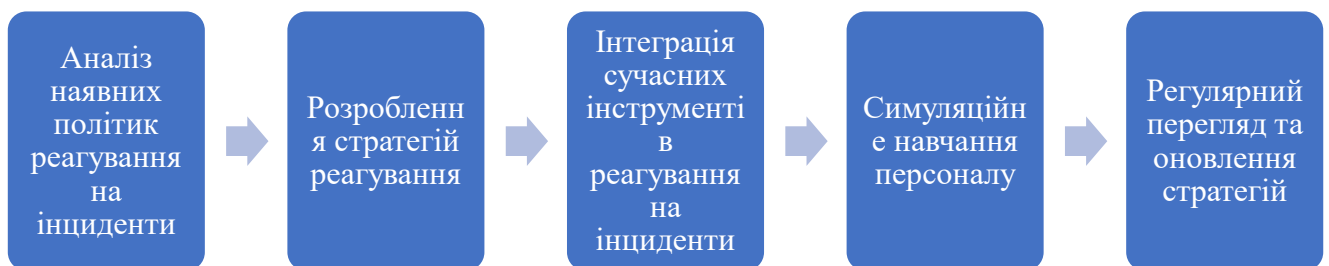 Аналіз
наявних
політик
реагування
на
інциденти
Розробленн
я стратегій
реагування
Інтеграція
сучасних
інструменті
в
реагування
на
інциденти
Симуляційн
е навчання
персоналу
Регулярний
перегляд та
оновлення
стратегій